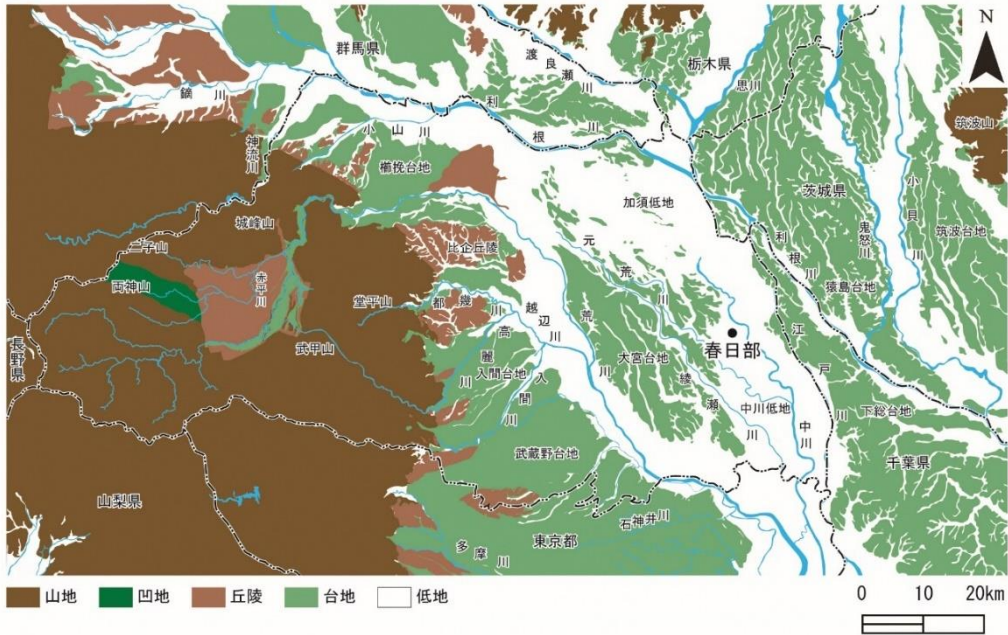 N
群馬県
渡良瀬川
栃木県
思川
鏑川
利根川
筑波山
小山川
神流川
櫛挽台地
茨城県
小貝川
加須低地
鬼怒川
筑波台地
城峰山
二子山
比企丘陵
元荒川
利根川
猿島台地
両神山
赤平川
堂平山
都幾川
越辺川
荒川
江戸川
春日部
長野県
武甲山
高麗川
入間台地
入間川
大宮台地
綾瀬川
中川低地
中川
下総台地
武蔵野台地
千葉県
山梨県
石神井川
多摩川
東京都
山地 凹地 丘陵 台地 低地
0 10 20km